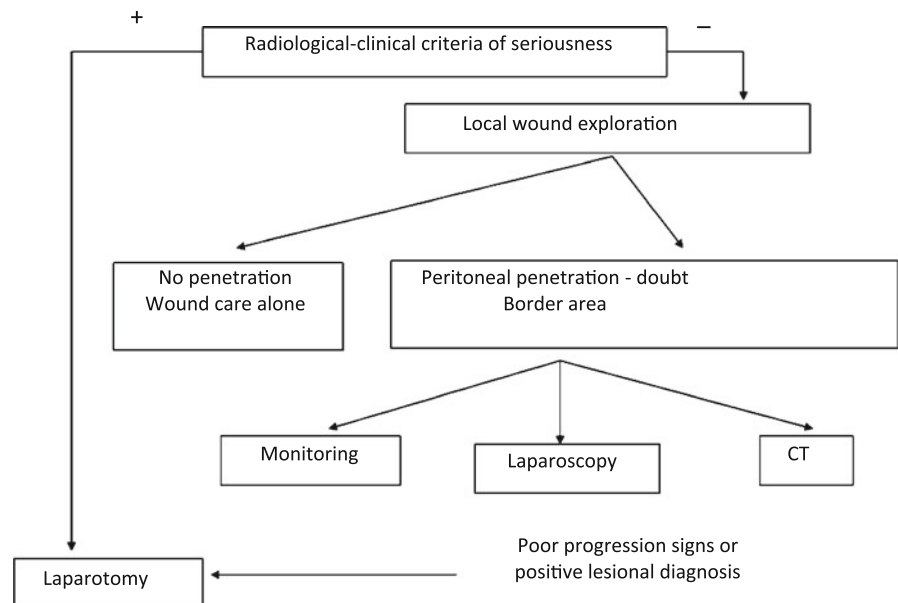 +
–
Radiological-clinical criteria of seriousness
Local wound exploration
No penetration
Wound care alone
Peritoneal penetration - doubt
Border area
Monitoring
Laparoscopy
CT
Poor progression signs or
positive lesional diagnosis
Laparotomy